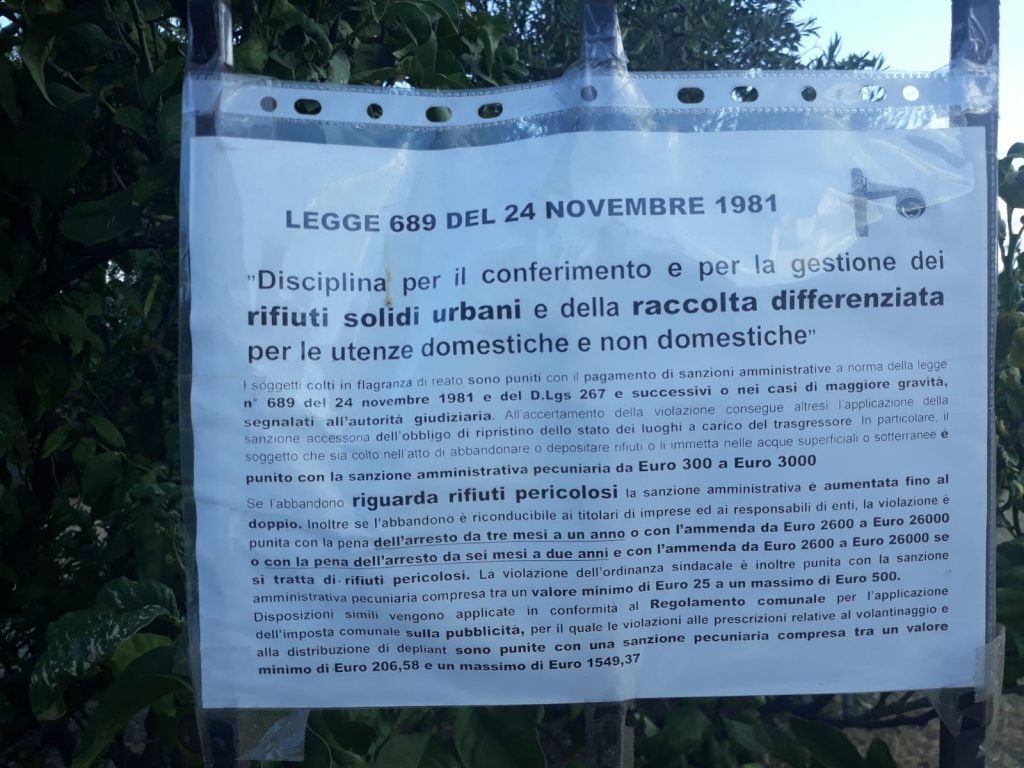 LEGGE 689 DEL 24 NOVEMBRE 1981
”Disciplina per il conferimento e per la gestione dei
rifiuti solidi urbani e della raccolta differenziata
per le utenze domestiche e non domestiche”
I soggetti colti in flagranza di reato sono puniti con il pagamento di sanzioni amministrative a norma della legge
n° 689 del 24 novembre 1981 e del D.Lgs 267 e successivi o nei casi di maggiore gravità,
segnalati all’autorità giudiziaria. All’accertamento della violazione consegue altresì l’applicazione della
sanzione accessoria dell’obbligo di ripristino dello stato dei luoghi a carico del trasgressore. In particolare, il
soggetto che sia colto nell’atto di abbandonare o depositare rifiuti o li immetta nelle acque superficiali o sotterranee è
punito con la sanzione amministrativa pecuniaria da Euro 300 a Euro 3000
Se l’abbandono riguarda rifiuti pericolosi la sanzione amministrativa è aumentata fino al
doppio. Inoltre se l’abbandono è riconducibile ai titolari di imprese ed ai responsabili di enti, la violazione è
punita con la pena dell’arresto da tre mesi a un anno o con l’ammenda da Euro 2600 a Euro 26000
o con la pena dell’arresto da sei mesi a due anni e con l’ammenda da Euro 2600 a Euro 26000 se
si tratta di rifiuti pericolosi. La violazione dell’ordinanza sindacale è inoltre punita con la sanzione
amministrativa pecuniaria compresa tra un valore minimo di Euro 25 a un massimo di Euro 500.
Disposizioni simili vengono applicate in conformità al Regolamento comunale per l’applicazione
dell’imposta comunale sulla pubblicità, per il quale le violazioni alle prescrizioni relative al volantinaggio e
alla distribuzione di depliant sono punite con una sanzione pecuniaria compresa tra un valore
minimo di Euro 206,58 e un massimo di Euro 1549,37